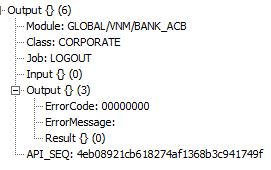 Output {} (6)
Module: GLOBAL/VNM/BANK_ACB
Class: CORPORATE
Job: LOGOUT
Input {} (0)
Output {} (3)
ErrorCode: 00000000
ErrorMessage:
Result {} (0)
API_SEQ: 4eb08921cb618274af1368b3c941749f